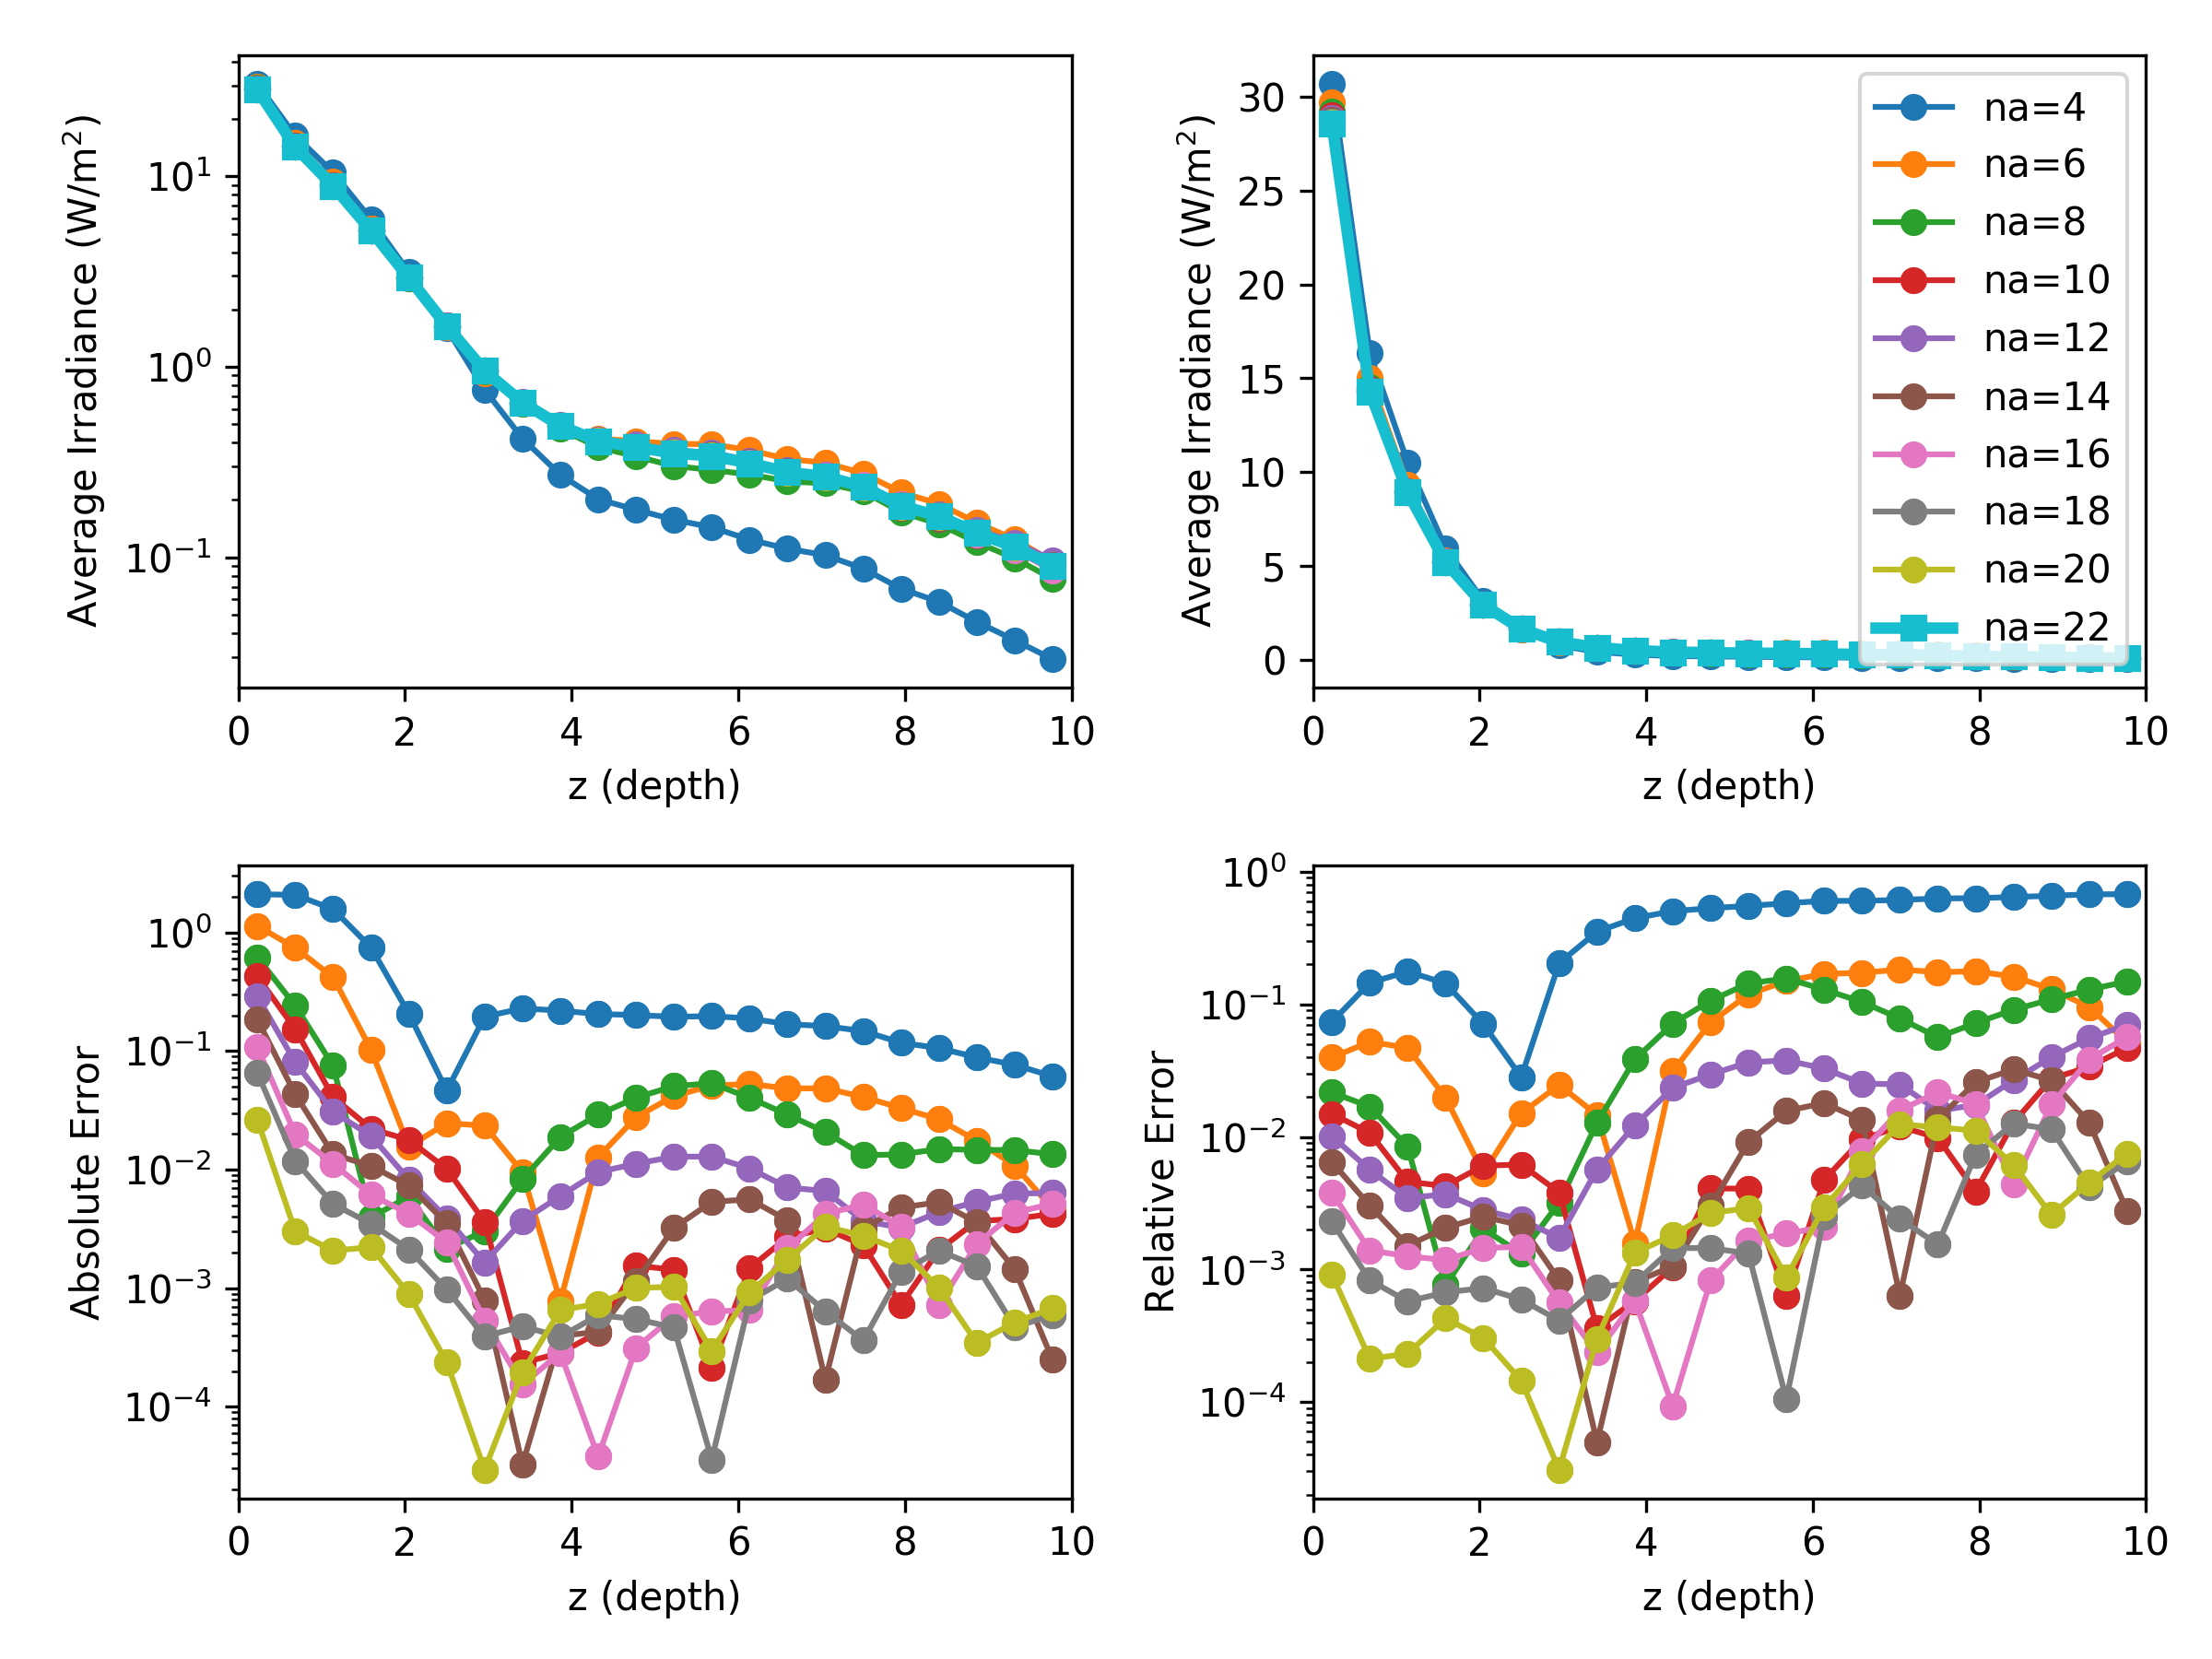 Average Irradiance (W/m²)
10¹
10⁰
10⁻¹
0 2 4 6 8 10
z (depth)
Average Irradiance (W/m²)
30
25
20
15
10
5
0
0 2 4 6 8 10
z (depth)
na=4
na=6
na=8
na=10
na=12
na=14
na=16
na=18
na=20
na=22
Absolute Error
10⁰
10⁻¹
10⁻²
10⁻³
10⁻⁴
0 2 4 6 8 10
z (depth)
Relative Error
10⁰
10⁻¹
10⁻²
10⁻³
10⁻⁴
0 2 4 6 8 10
z (depth)